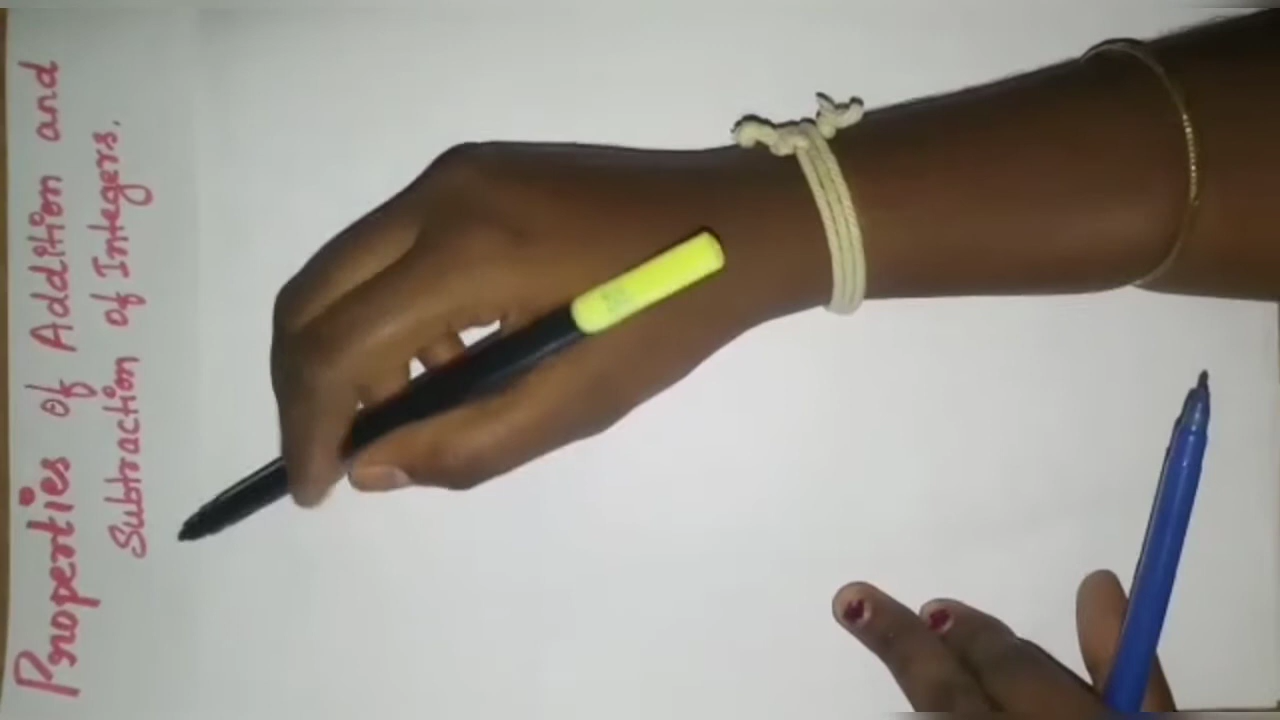 Properties of Addition and
Subtraction of Integers.